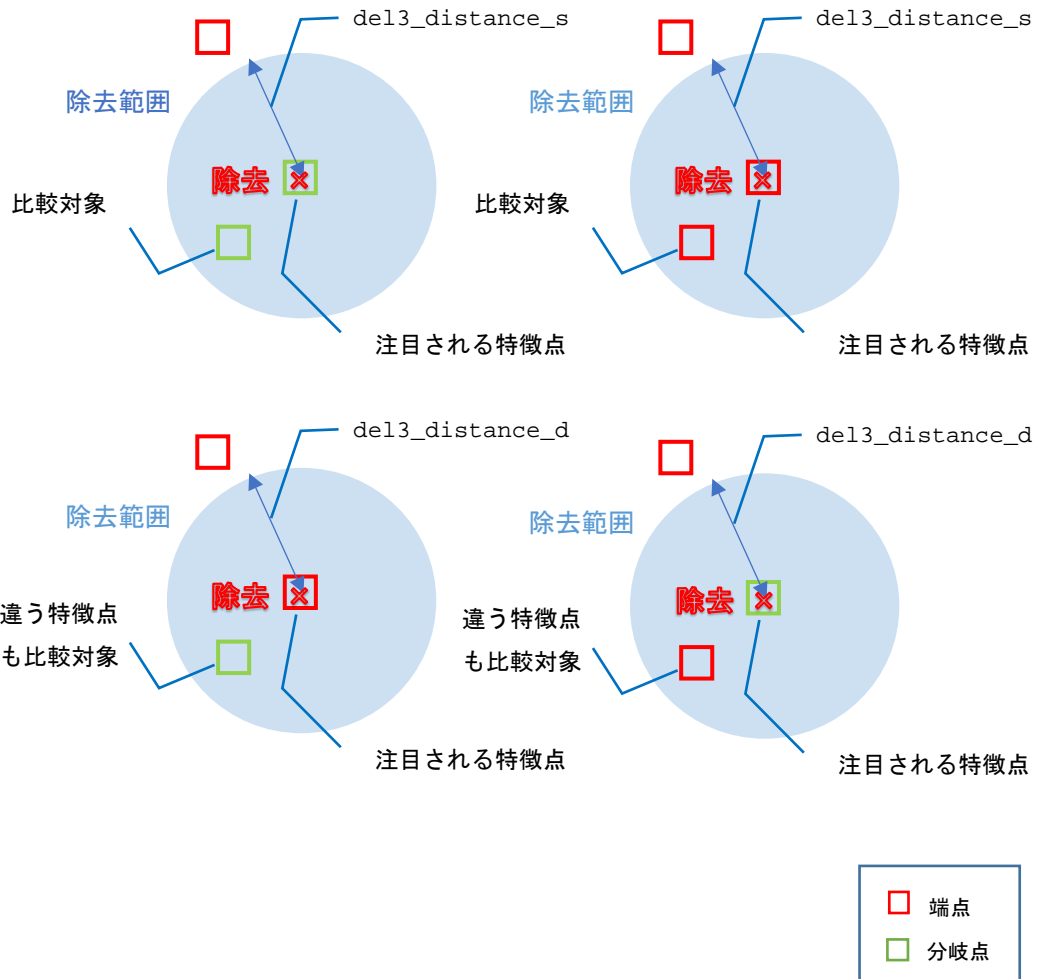 del3_distance_s
除去範囲
除去
×
比較対象
注目される特徴点
del3_distance_s
除去範囲
除去
×
比較対象
注目される特徴点
del3_distance_d
除去範囲
除去
×
違う特徴点
も比較対象
注目される特徴点
del3_distance_d
除去範囲
除去
×
違う特徴点
も比較対象
注目される特徴点
端点
分岐点